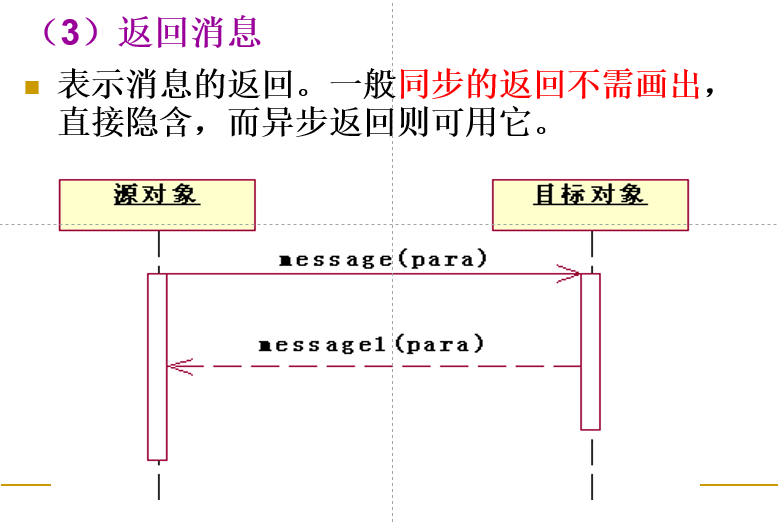 （3）返回消息
表示消息的返回。一般同步的返回不需画出，
直接隐含，而异步返回则可用它。
源对象
目标对象
message(para)
message1(para)